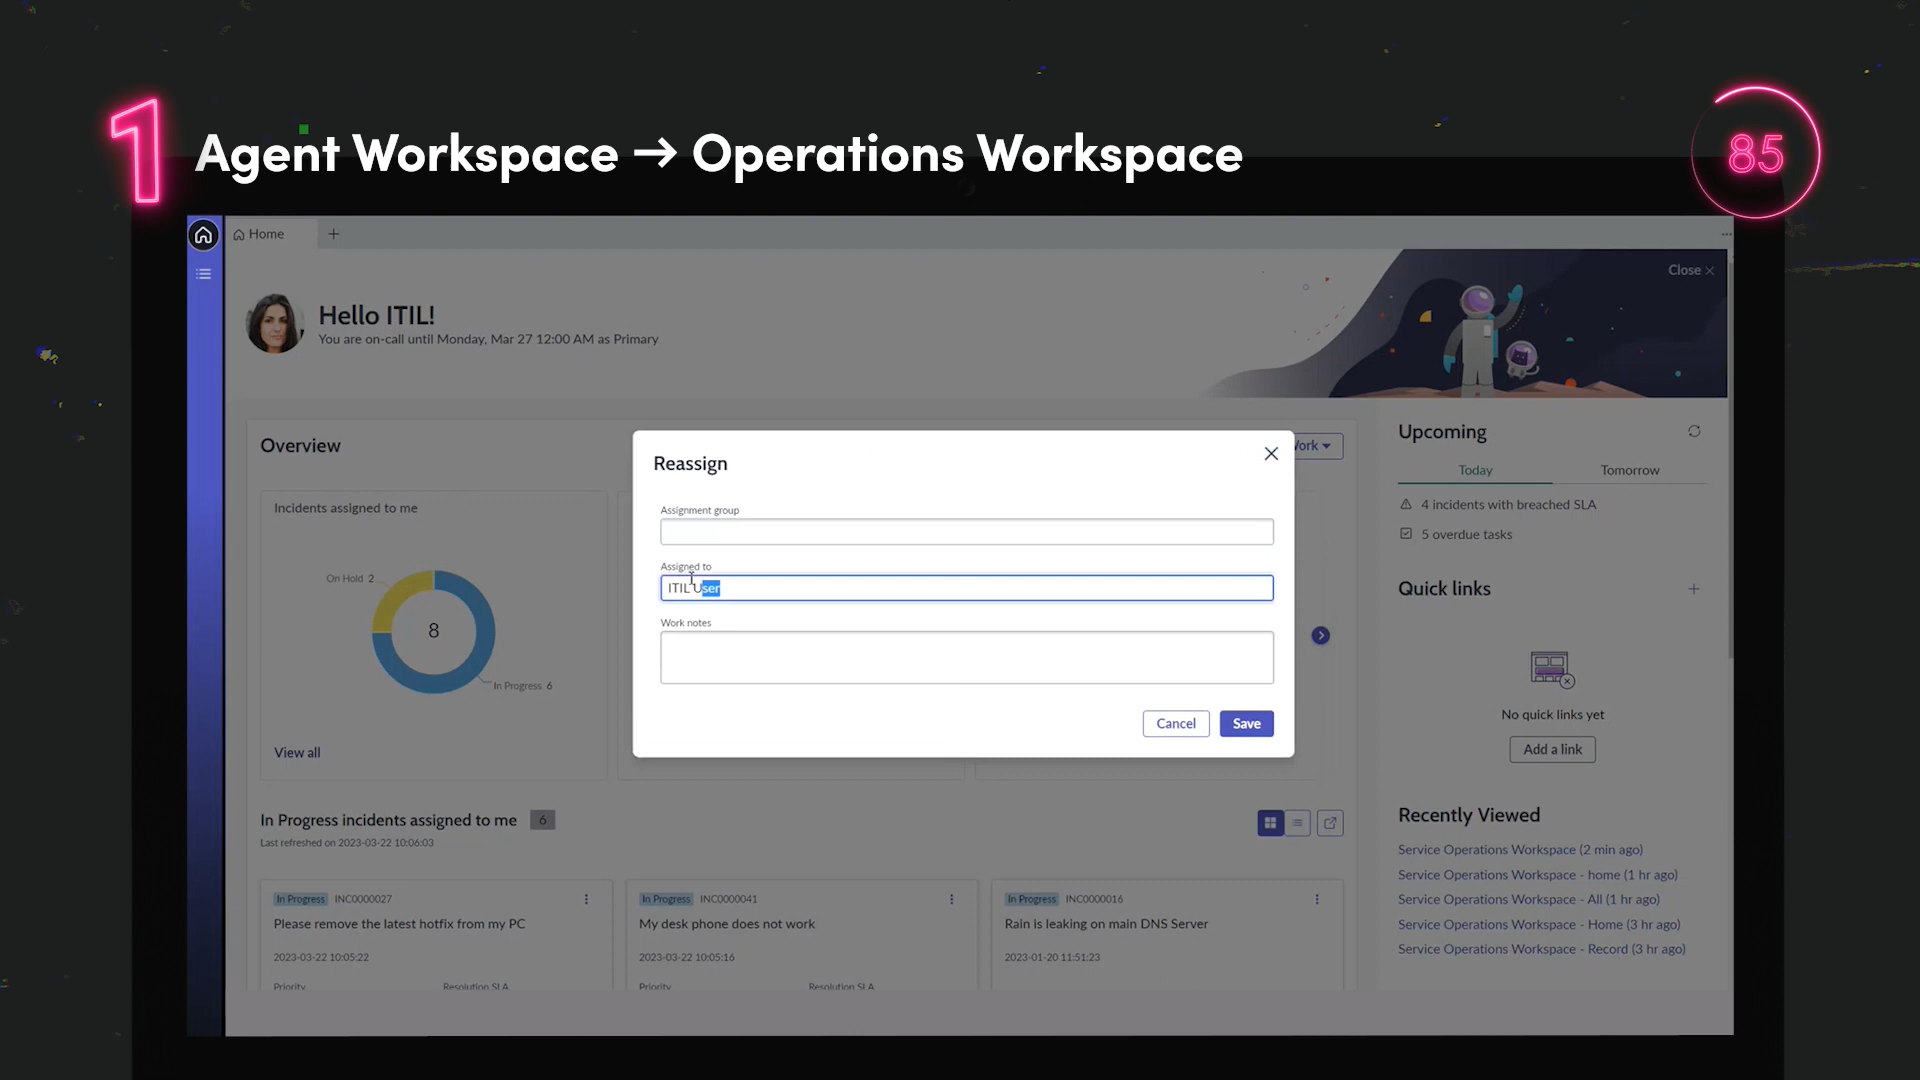 1
Agent Workspace → Operations Workspace
85
Home
Close
Hello ITIL!
You are on-call until Monday, Mar 27 12:00 AM as Primary
Overview
Incidents assigned to me
On Hold 2
8
In Progress 6
View all
Reassign
Assignment group
Assigned to
ITIL User
Work notes
Cancel
Save
Upcoming
Today
Tomorrow
4 incidents with breached SLA
5 overdue tasks
Quick links
No quick links yet
Add a link
In Progress incidents assigned to me 6
Last refreshed on 2023-03-22 10:06:03
In Progress INC0000027
Please remove the latest hotfix from my PC
2023-03-22 10:05:22
Priority
Resolution SLA
In Progress INC0000041
My desk phone does not work
2023-03-22 10:05:16
Priority
Resolution SLA
In Progress INC0000016
Rain is leaking on main DNS Server
2023-01-20 11:51:23
Recently Viewed
Service Operations Workspace (2 min ago)
Service Operations Workspace - home (1 hr ago)
Service Operations Workspace - All (1 hr ago)
Service Operations Workspace - Home (3 hr ago)
Service Operations Workspace - Record (3 hr ago)